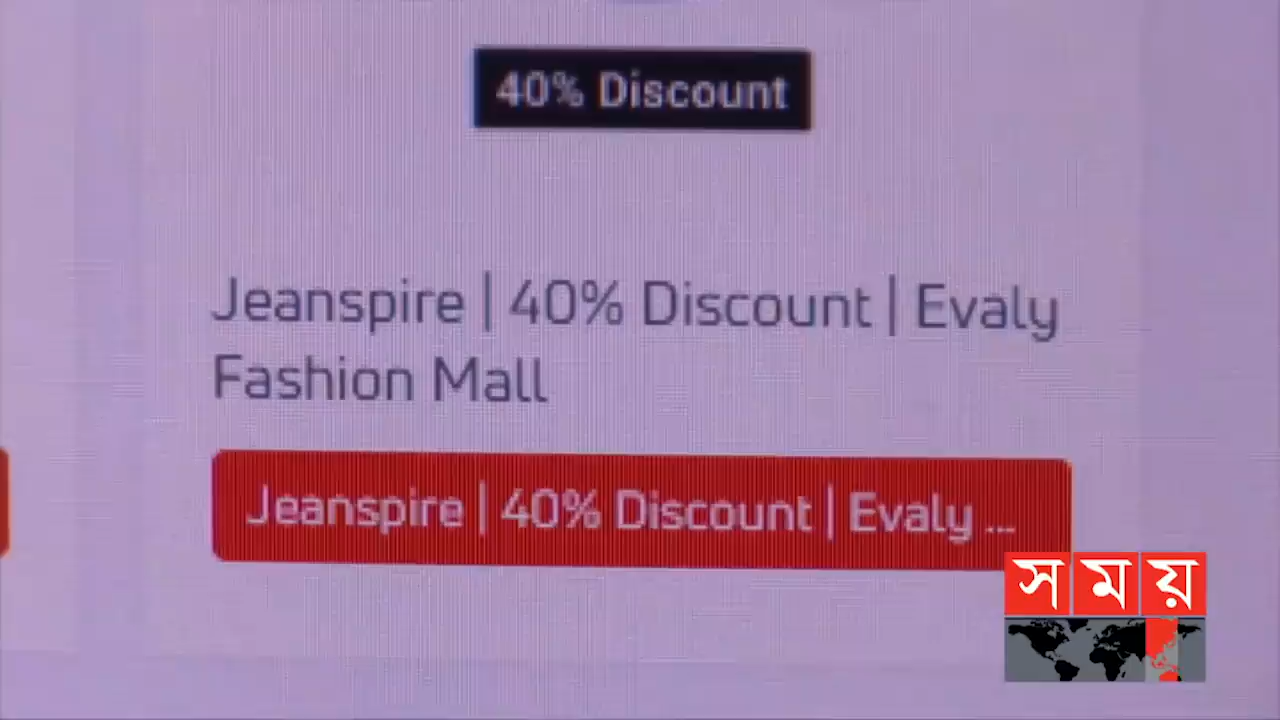 40% Discount
Jeanspire | 40% Discount | Evaly
Fashion Mall
Jeanspire | 40% Discount | Evaly ...
সময়